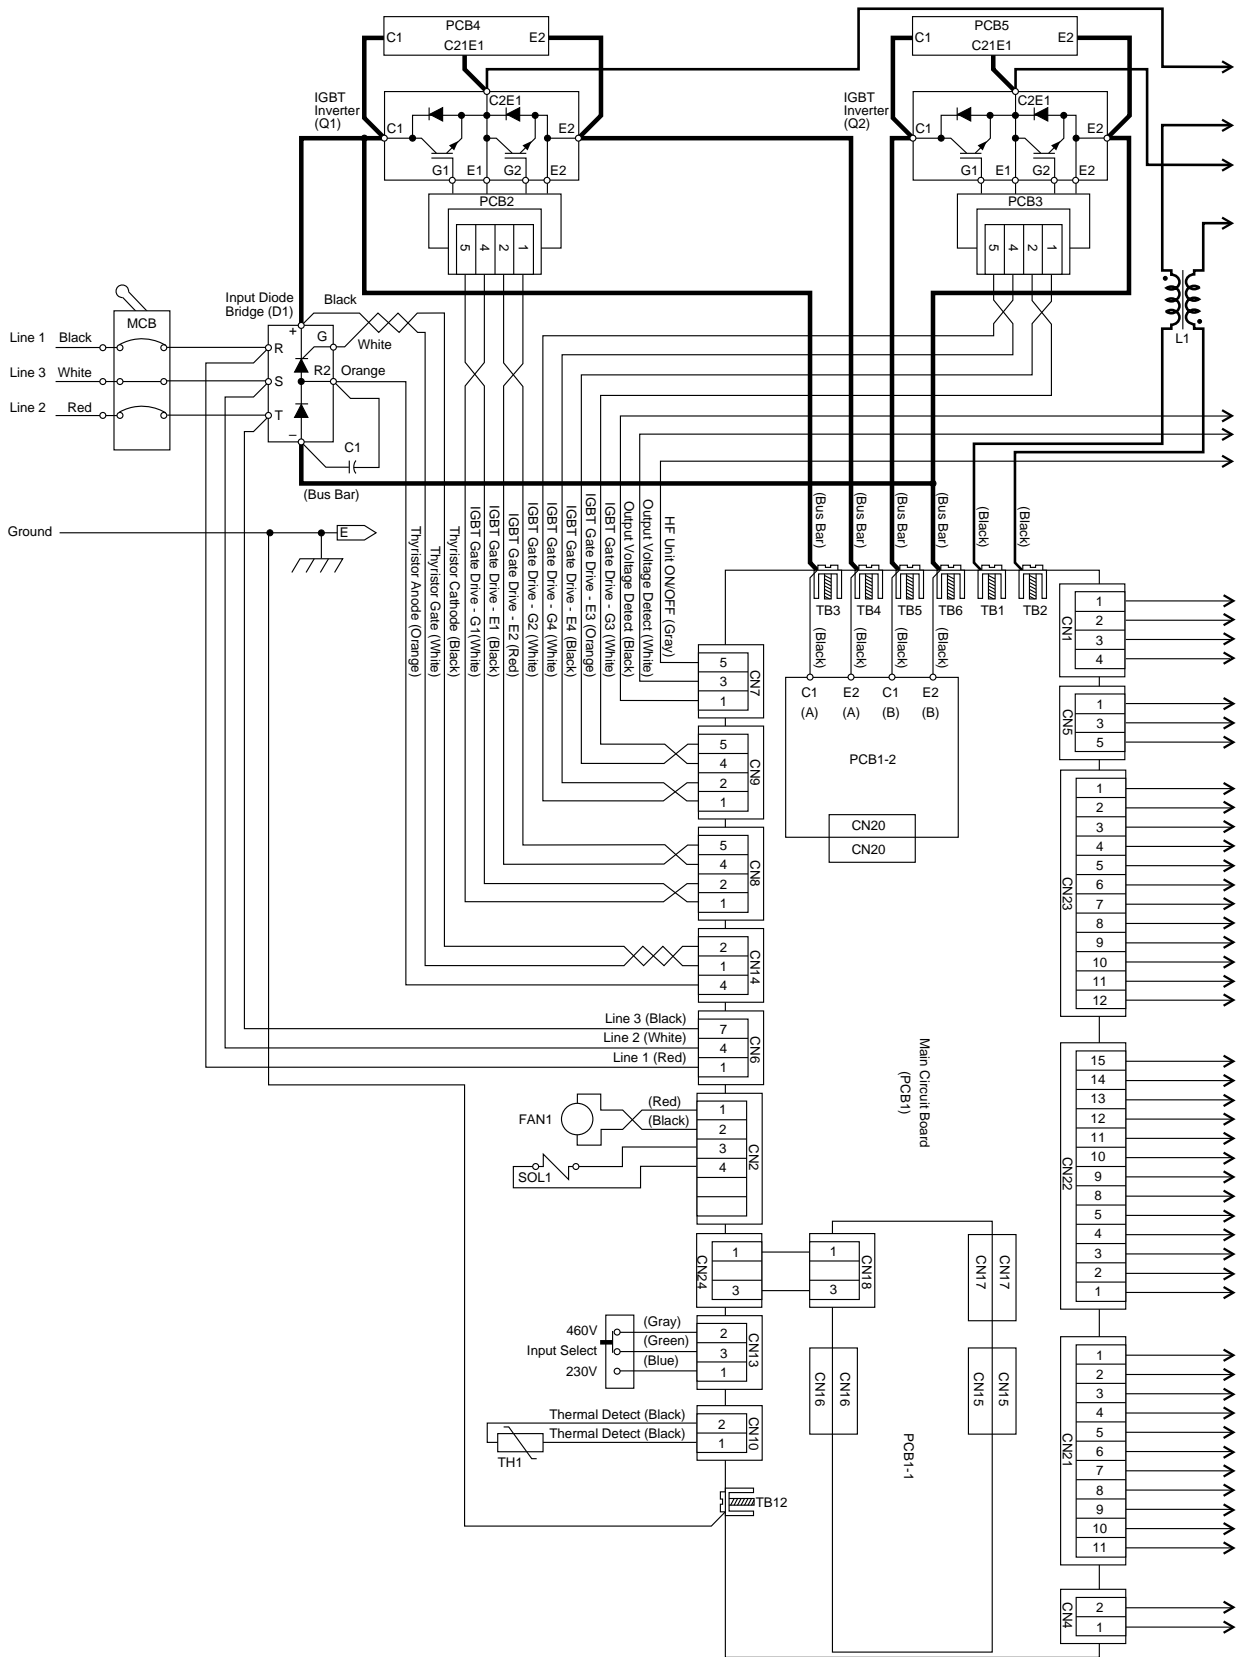 PCB4
C1
E2
C21E1
PCB5
C1
E2
C21E1
IGBT
Inverter
(Q1)
C2E1
C1
E2
G1
E1
G2
E2
PCB2
5
4
2
1
IGBT
Inverter
(Q2)
C2E1
C1
E2
G1
E1
G2
E2
PCB3
5
4
2
1
L1
Input Diode
Bridge (D1)
Black
White
Orange
+
G
R
R2
S
T
–
C1
(Bus Bar)
MCB
Line 1 Black
Line 3 White
Line 2 Red
Ground
E
Thyristor Anode (Orange)
Thyristor Gate (White)
Thyristor Cathode (Black)
IGBT Gate Drive - G1(White)
IGBT Gate Drive - E1 (Black)
IGBT Gate Drive - E2 (Red)
IGBT Gate Drive - G2 (White)
IGBT Gate Drive - G4 (White)
IGBT Gate Drive - E4 (Black)
IGBT Gate Drive - E3 (Orange)
IGBT Gate Drive - G3 (White)
Output Voltage Detect (Black)
Output Voltage Detect (White)
HF Unit ON/OFF (Gray)
(Bus Bar)
(Bus Bar)
(Bus Bar)
(Bus Bar)
(Black)
(Black)
TB3
TB4
TB5
TB6
TB1
TB2
(Black)
(Black)
(Black)
(Black)
C1
(A)
E2
(A)
C1
(B)
E2
(B)
PCB1-2
CN20
CN20
5
3
1
CN7
5
4
2
1
CN9
5
4
2
1
CN8
2
1
4
CN14
Line 3 (Black)
Line 2 (White)
Line 1 (Red)
7
4
1
CN6
FAN1
(Red)
(Black)
SOL1
1
2
3
4
CN2
1
3
CN24
1
3
CN18
460V
Input Select
230V
(Gray)
(Green)
(Blue)
2
3
1
CN13
Thermal Detect (Black)
Thermal Detect (Black)
TH1
2
1
CN10
TB12
Main Circuit Board
(PCB1)
CN17
CN17
CN16
CN16
CN15
CN15
PCB1-1
CN1
1
2
3
4
CN5
1
3
5
CN23
1
2
3
4
5
6
7
8
9
10
11
12
CN22
15
14
13
12
11
10
9
8
5
4
3
2
1
CN21
1
2
3
4
5
6
7
8
9
10
11
CN4
2
1